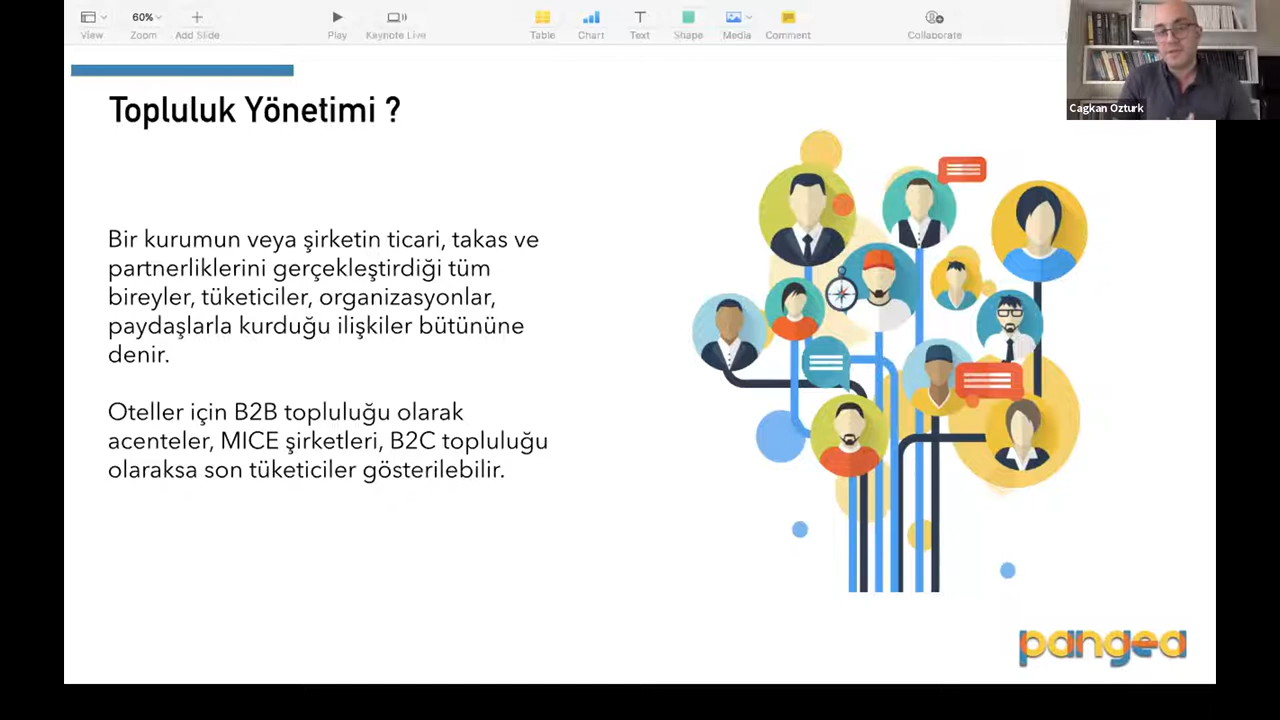 60%
View
Zoom
Add Slide
Play
Keynote Live
Table
Chart
Text
Shape
Media
Comment
Collaborate
Cagkan Ozturk
Topluluk Yönetimi ?
Bir kurumun veya şirketin ticari, takas ve
partnerliklerini gerçekleştirdiği tüm
bireyler, tüketiciler, organizasyonlar,
paydaşlarla kurduğu ilişkiler bütününe
denir.
Oteller için B2B topluluğu olarak
acenteler, MICE şirketleri, B2C topluluğu
olaraksa son tüketiciler gösterilebilir.
pangea